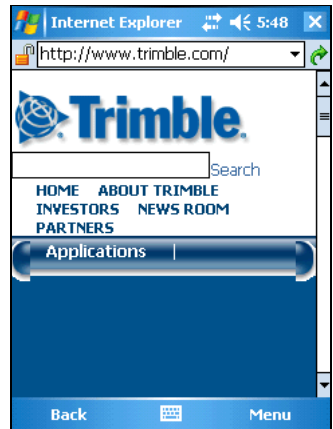 Internet Explorer 5:48
http://www.trimble.com/
Trimble
Search
HOME ABOUT TRIMBLE
INVESTORS NEWS ROOM
PARTNERS
Applications |
Back Menu